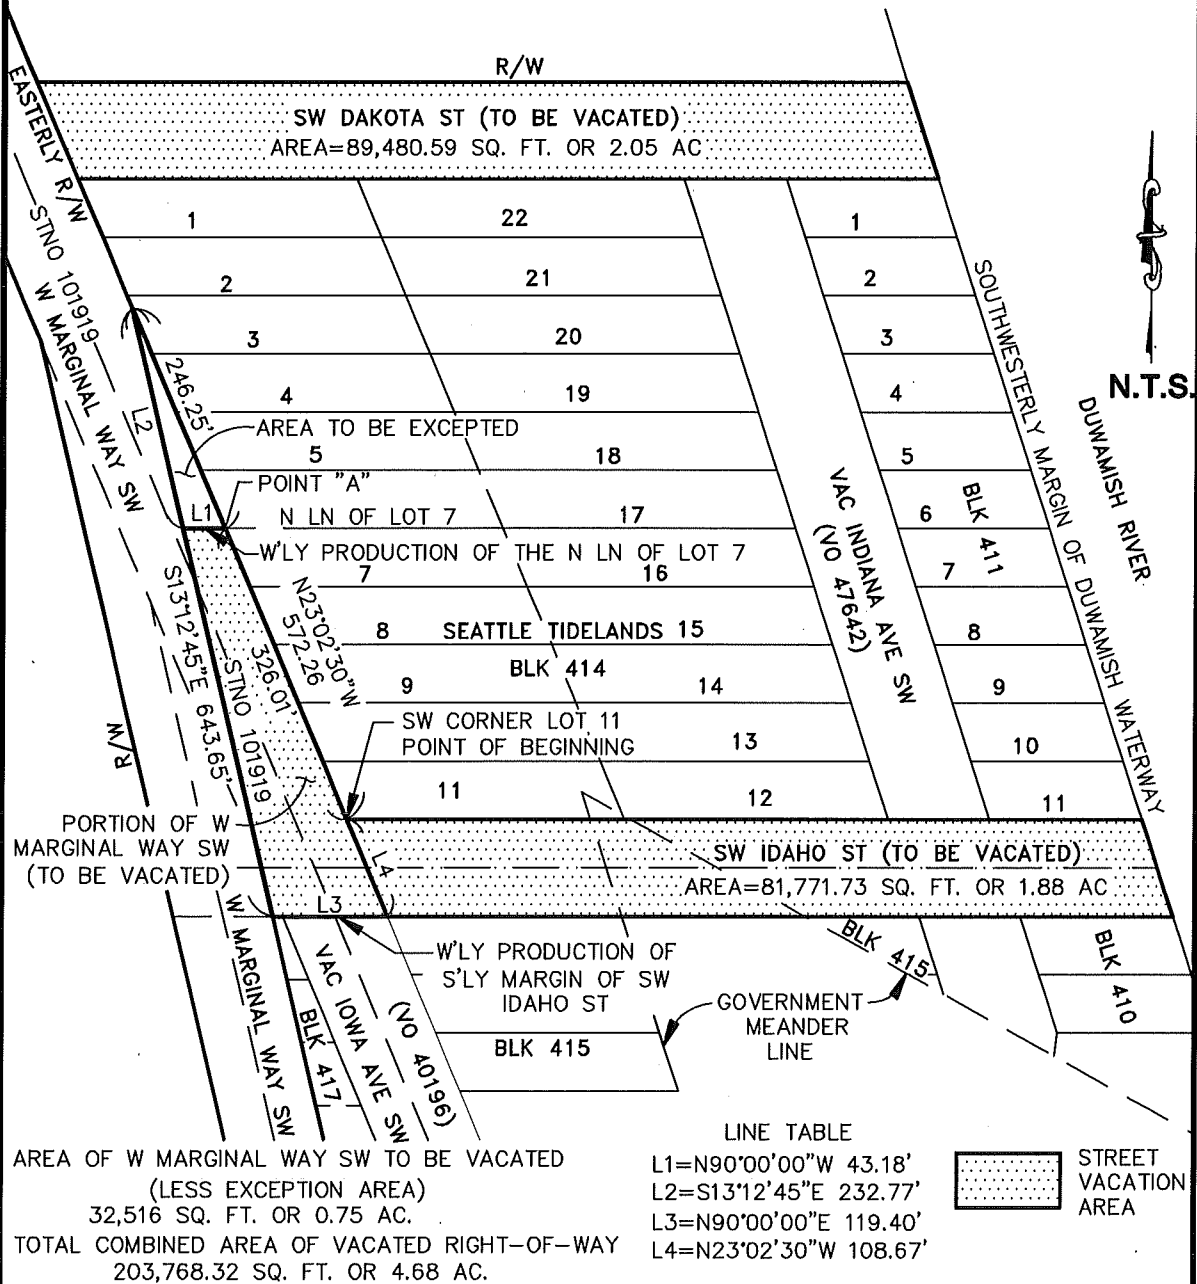 R/W
SW DAKOTA ST (TO BE VACATED)
AREA=89,480.59 SQ. FT. OR 2.05 AC
EASTERLY R/W
STNO 101919
W MARGINAL WAY SW
1
22
1
2
21
2
3
20
3
4
19
4
5
18
5
17
6
7
16
7
8
SEATTLE TIDELANDS
15
8
BLK 414
9
14
9
13
10
11
12
11
N.T.S.
SOUTHWESTERLY MARGIN OF DUWAMISH WATERWAY
DUWAMISH RIVER
BLK 411
VAC INDIANA AVE SW
(VO 47642)
246.25'
L2
AREA TO BE EXCEPTED
POINT "A"
L1
N LN OF LOT 7
W'LY PRODUCTION OF THE N LN OF LOT 7
S13°12'45"E 643.65'
STNO 101919
326.01'
N23°02'30"W
572.26
R/W
SW CORNER LOT 11
POINT OF BEGINNING
PORTION OF W
MARGINAL WAY SW
(TO BE VACATED)
L4
L3
SW IDAHO ST (TO BE VACATED)
AREA=81,771.73 SQ. FT. OR 1.88 AC
W MARGINAL WAY SW
W'LY PRODUCTION OF
S'LY MARGIN OF SW
IDAHO ST
VAC IOWA AVE SW
(VO 40196)
BLK 417
BLK 415
BLK 415
BLK 410
GOVERNMENT
MEANDER
LINE
AREA OF W MARGINAL WAY SW TO BE VACATED
(LESS EXCEPTION AREA)
32,516 SQ. FT. OR 0.75 AC.
TOTAL COMBINED AREA OF VACATED RIGHT-OF-WAY
203,768.32 SQ. FT. OR 4.68 AC.
LINE TABLE
L1=N90°00'00"W 43.18'
L2=S13°12'45"E 232.77'
L3=N90°00'00"E 119.40'
L4=N23°02'30"W 108.67'
STREET
VACATION
AREA